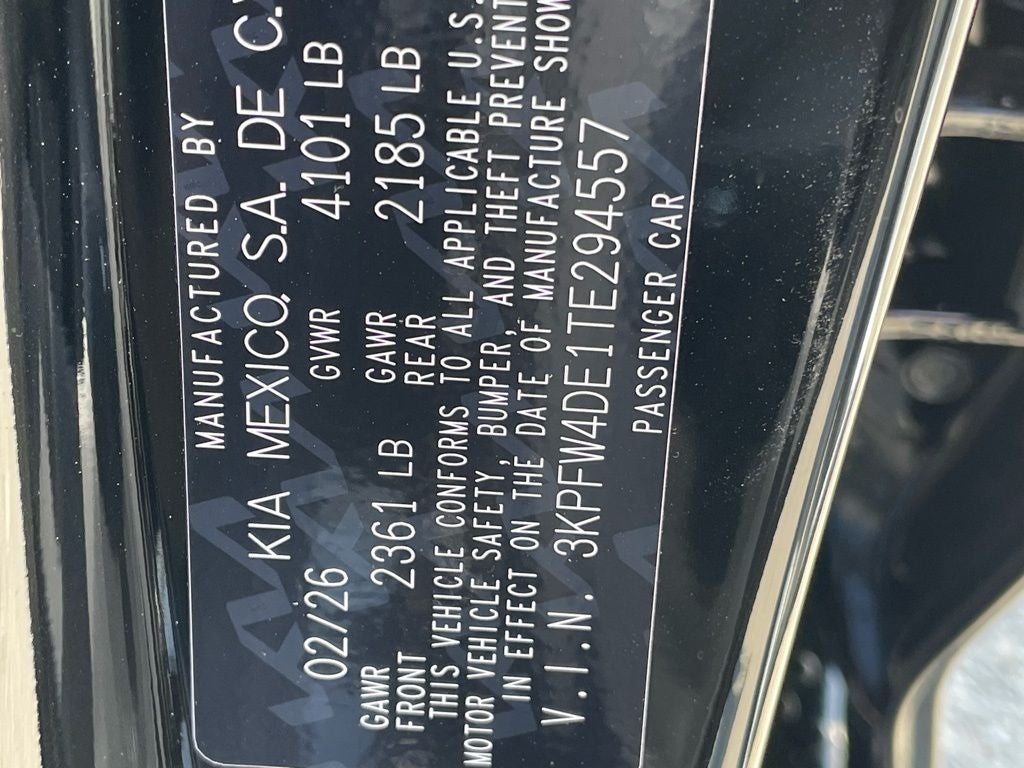 MANUFACTURED BY
KIA MEXICO, S.A. DE C.
02/26 GVWR 4101 LB
GAWR FRONT 2361 LB GAWR REAR 2185 LB
THIS VEHICLE CONFORMS TO ALL APPLICABLE U.S.
MOTOR VEHICLE SAFETY, BUMPER, AND THEFT PREVENT
IN EFFECT ON THE DATE OF MANUFACTURE SHOW
V.I.N. 3KPFW4DE1TE294557
PASSENGER CAR